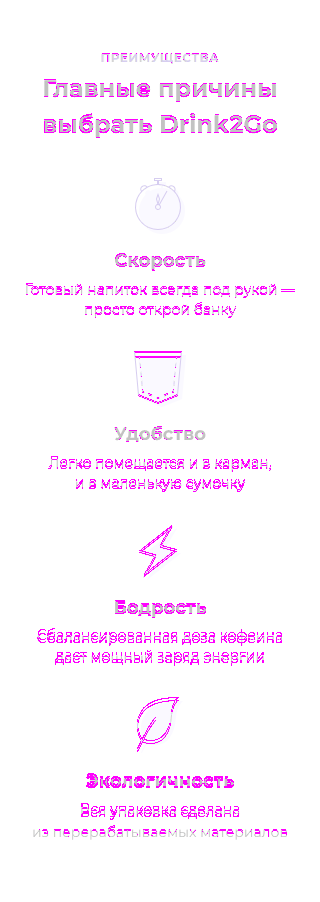 ПРЕИМУЩЕСТВА
Главные причины
выбрать Drink2Go
Скорость
Готовый напиток всегда под рукой —
просто открой банку
Удобство
Легко помещается и в карман,
и в маленькую сумочку
Бодрость
Сбалансированная доза кофеина
дает мощный заряд энергии
Экологичность
Вся упаковка сделана
из перерабатываемых материалов